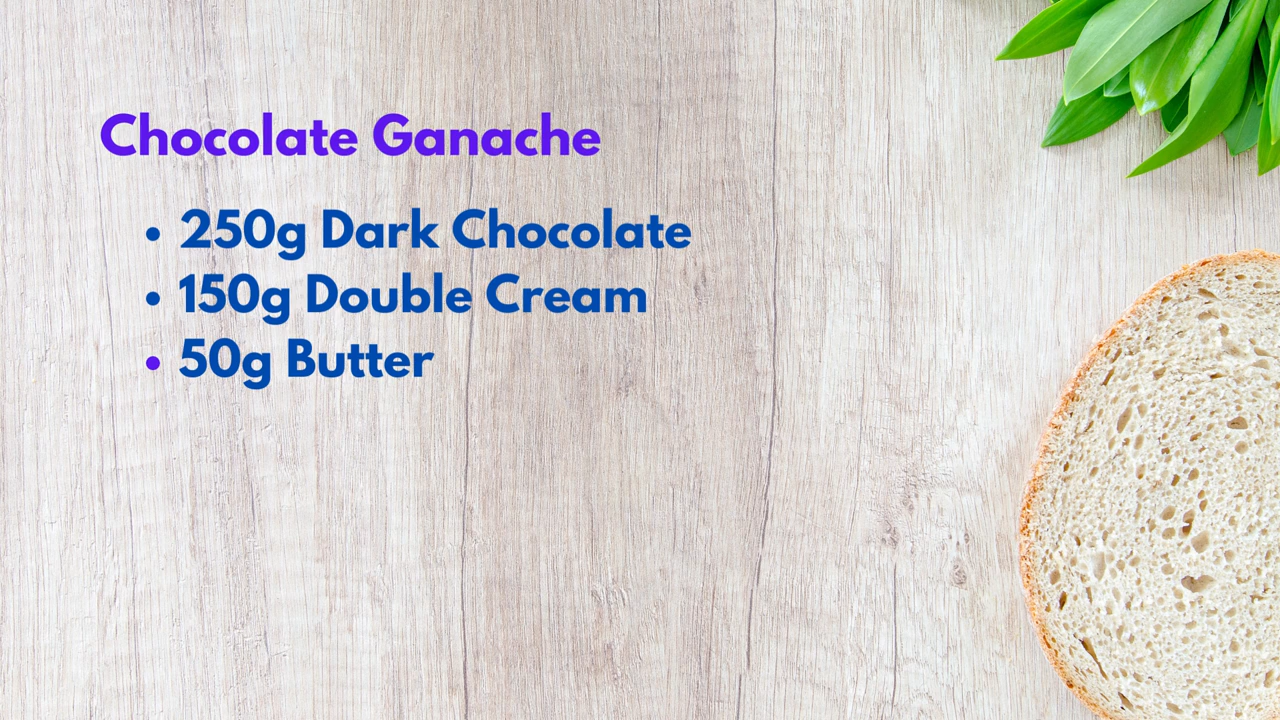 Chocolate Ganache
• 250g Dark Chocolate
• 150g Double Cream
• 50g Butter